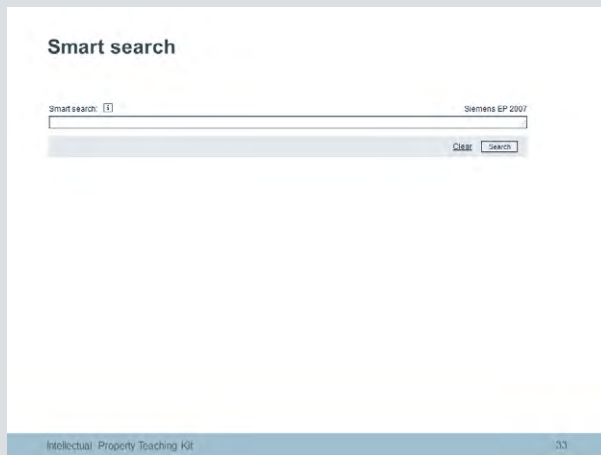 Smart search
Smart search: i Siemens EP 2007
Clear Search
Intellectual Property Teaching Kit 33